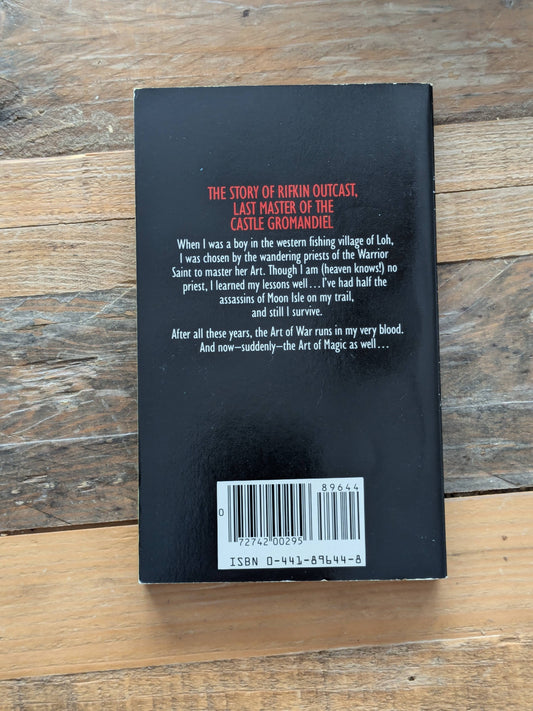 THE STORY OF RIFKIN OUTCAST,
LAST MASTER OF THE
CASTLE GROMANDIEL
When I was a boy in the western fishing village of Loh,
I was chosen by the wandering priests of the Warrior
Saint to master her Art. Though I am (heaven knows!) no
priest, I learned my lessons well...I've had half the
assassins of Moon Isle on my trail,
and still I survive.
After all these years, the Art of War runs in my very blood.
And now—suddenly—the Art of Magic as well...
89644
0
72742 00295
ISBN 0-441-89644-8